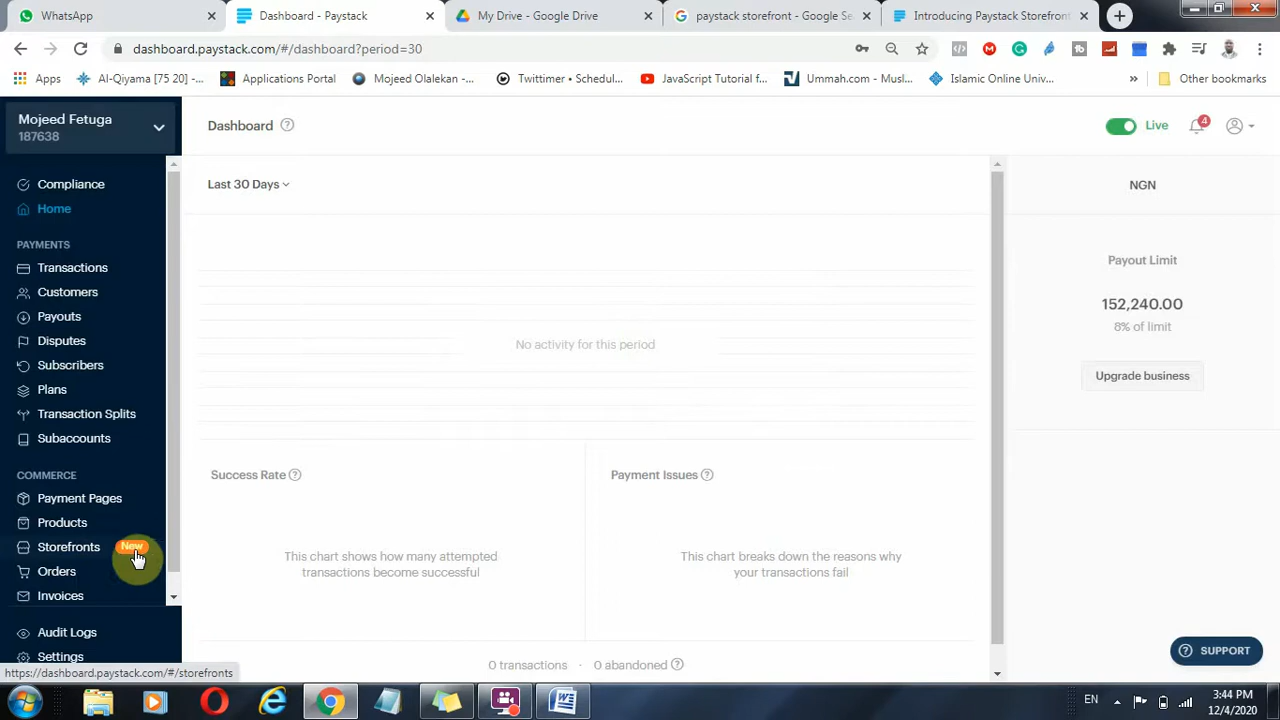 WhatsApp
Dashboard - Paystack
My Drive - Google Drive
paystack storefront - Google Se
Introducing Paystack Storefront
dashboard.paystack.com/#/dashboard?period=30
Apps
Al-Qiyama [75 20] -...
Applications Portal
Mojeed Olalekan -...
Twittimer • Schedul...
JavaScript Tutorial f...
Ummah.com - Musl...
Islamic Online Univ...
»
Other bookmarks
Mojeed Fetuga
187638
Dashboard
Live
4
Compliance
Home
Last 30 Days
NGN
PAYMENTS
Transactions
Customers
Payouts
Disputes
Subscribers
Plans
Transaction Splits
Subaccounts
Payout Limit
152,240.00
8% of limit
Upgrade business
No activity for this period
COMMERCE
Payment Pages
Products
Storefronts New
Orders
Invoices
Success Rate
Payment Issues
This chart shows how many attempted
transactions become successful
This chart breaks down the reasons why
your transactions fail
Audit Logs
Settings
0 transactions · 0 abandoned
SUPPORT
https://dashboard.paystack.com/#/storefronts
EN
3:44 PM
12/4/2020